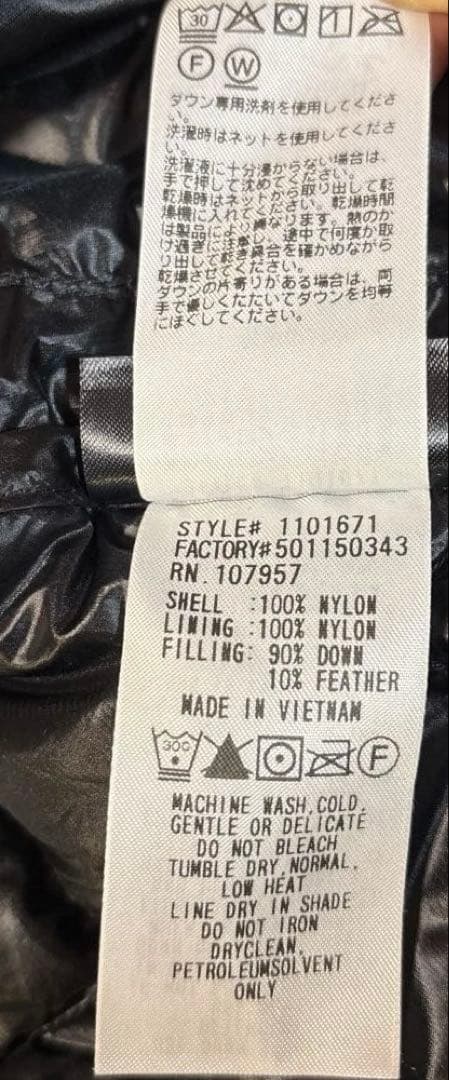 30
F W
ダウン専用洗剤を使用してくださ
い。
洗濯時はネットを使用してくださ
い。
洗濯液に十分浸からない場合は、
手で押して沈めてください。
乾燥時はネットから取り出して乾
燥機に入れてください。乾燥時間
は製品により異なります。熱のか
け過ぎに注意し、途中で何度か取
り出して乾き具合を確かめながら
乾燥させてください。
ダウンの片寄りがある場合は、両
手で優しくたたいてダウンを均等
にほぐしてください。
STYLE# 1101671
FACTORY#501150343
RN. 107957
SHELL :100% NYLON
LINING :100% NYLON
FILLING: 90% DOWN
10% FEATHER
MADE IN VIETNAM
30C F
MACHINE WASH,COLD,
GENTLE OR DELICATE
DO NOT BLEACH
TUMBLE DRY,NORMAL,
LOW HEAT
LINE DRY IN SHADE
DO NOT IRON
DRYCLEAN,
PETROLEUMSOLVENT
ONLY